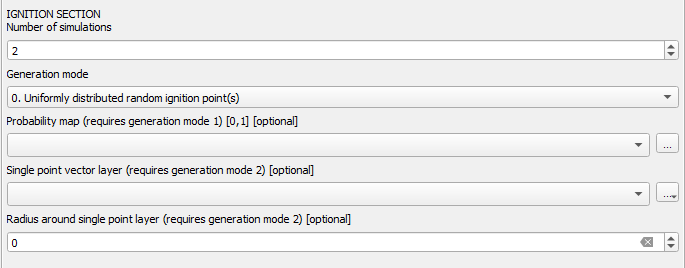 IGNITION SECTION
Number of simulations
2
Generation mode
0. Uniformly distributed random ignition point(s)
Probability map (requires generation mode 1) [0,1] [optional]
...
Single point vector layer (requires generation mode 2) [optional]
...
Radius around single point layer (requires generation mode 2) [optional]
0